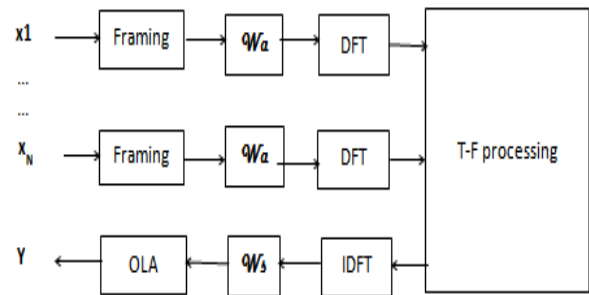 x1 Framing Wa DFT
...
...
xN Framing Wa DFT
T-F processing
Y OLA Ws IDFT